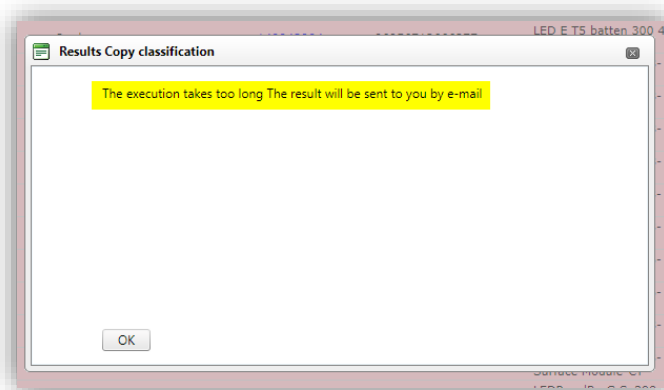 LED E T5 batten 300 4
Results Copy classification
The execution takes too long The result will be sent to you by e-mail
OK